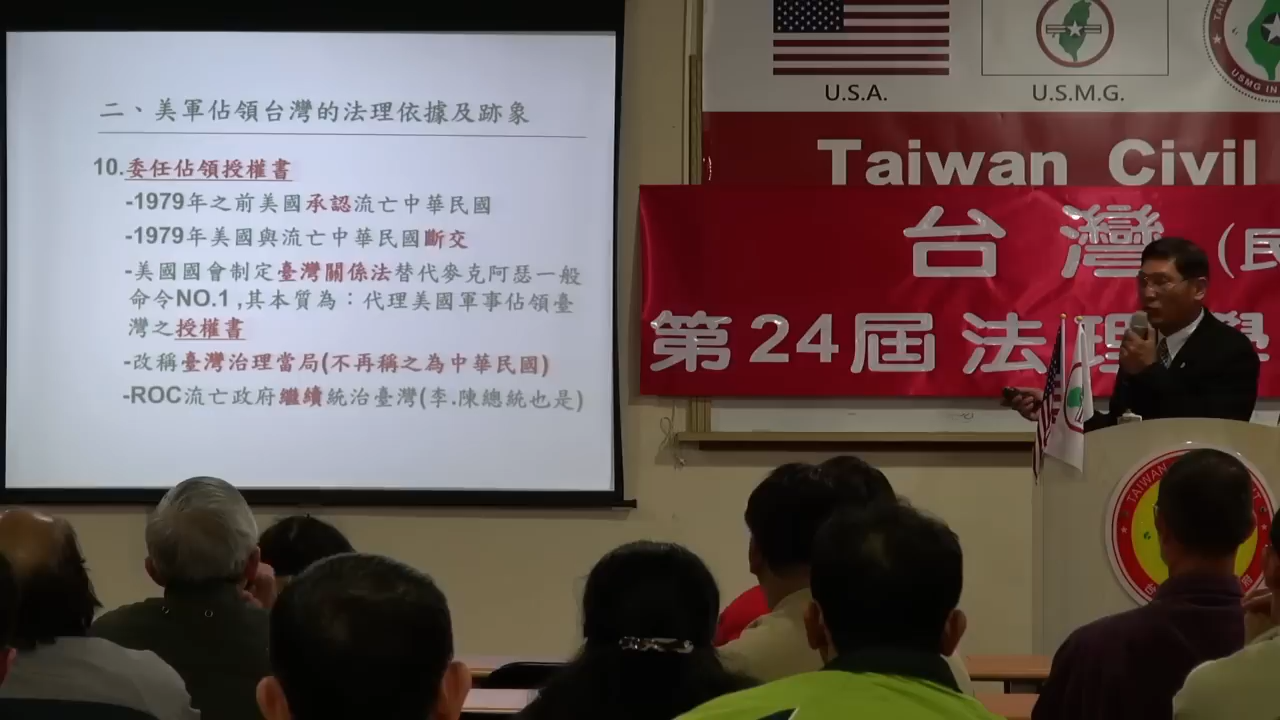 二、美軍佔領台灣的法理依據及跡象
10.委任佔領授權書
-1979年之前美國承認流亡中華民國
-1979年美國與流亡中華民國斷交
-美國國會制定臺灣關係法替代麥克阿瑟一般
命令NO.1 ,其本質為：代理美國軍事佔領臺
灣之授權書
-改稱臺灣治理當局(不再稱之為中華民國)
-ROC流亡政府繼續統治臺灣(李.陳總統也是)
U.S.A.
U.S.M.G.
USMG IN
Taiwan Civil
台灣（民
第24屆法理學
TAIWAN